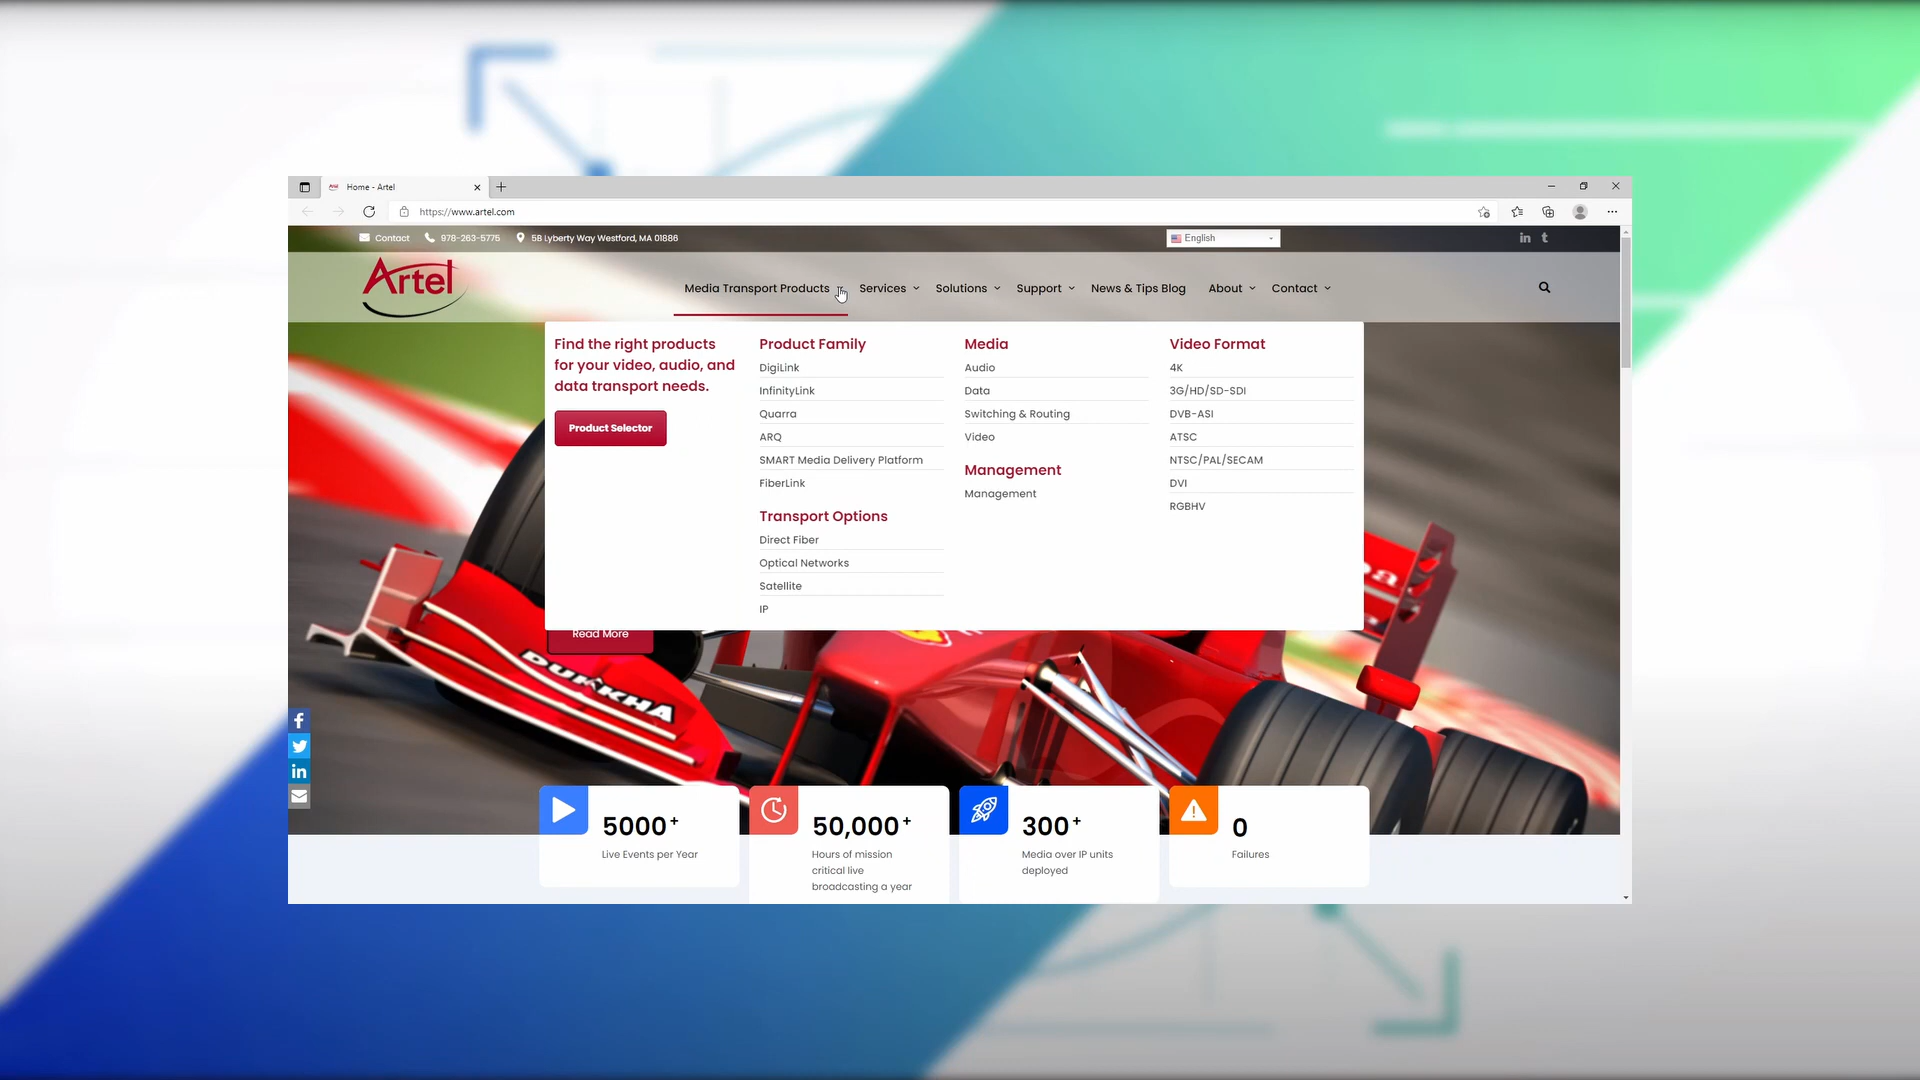 Home - Artel
https://www.artel.com
Contact 978-263-5775 5B Lyberty Way Westford, MA 01886
English
Artel
Media Transport Products Services Solutions Support News & Tips Blog About Contact
Find the right products
for your video, audio, and
data transport needs.
Product Selector
Product Family
DigiLink
InfinityLink
Quarra
ARQ
SMART Media Delivery Platform
FiberLink
Transport Options
Direct Fiber
Optical Networks
Satellite
IP
Media
Audio
Data
Switching & Routing
Video
Management
Management
Video Format
4K
3G/HD/SD-SDI
DVB-ASI
ATSC
NTSC/PAL/SECAM
DVI
RGBHV
Read More
DURKHA
5000+
Live Events per Year
50,000+
Hours of mission
critical live
broadcasting a year
300+
Media over IP units
deployed
0
Failures